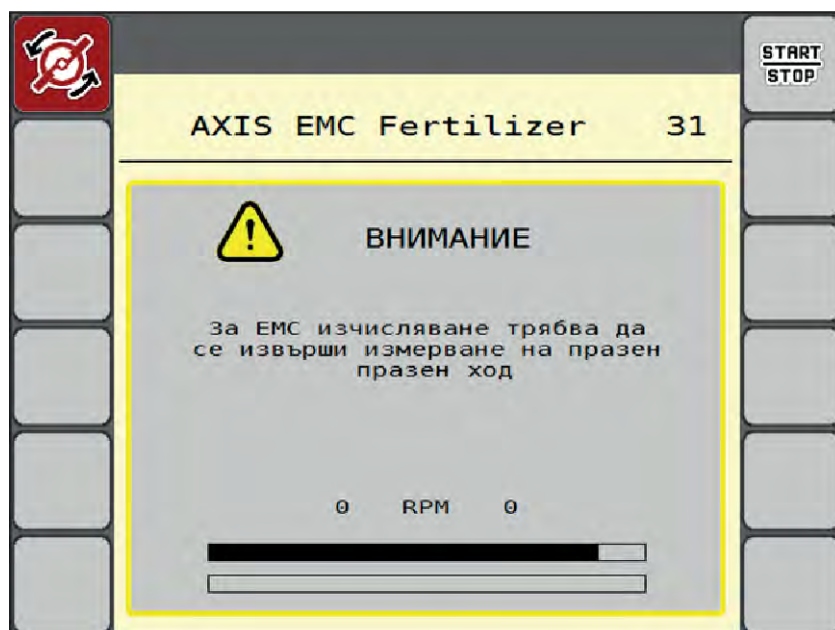 START
STOP
AXIS EMC Fertilizer 31
ВНИМАНИЕ
За ЕМС изчисляване трябва да
се извърши измерване на празен
празен ход
0 RPM 0